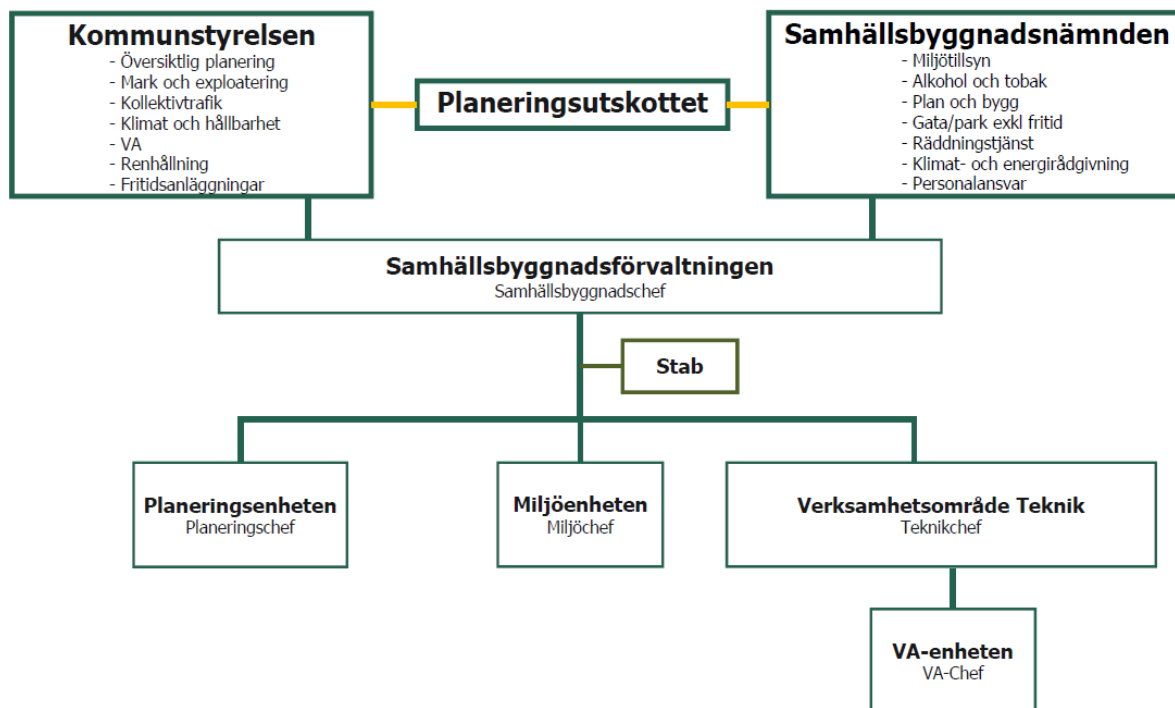 Kommunstyrelsen
- Översiktlig planering
- Mark och exploatering
- Kollektivtrafik
- Klimat och hållbarhet
- VA
- Renhållning
- Fritidsanläggningar
Planeringsutskottet
Samhällsbyggnadsnämnden
- Miljötillsyn
- Alkohol och tobak
- Plan och bygg
- Gata/park exkl fritid
- Räddningstjänst
- Klimat- och energirådgivning
- Personalansvar
Samhällsbyggnadsförvaltningen
Samhällsbyggnadschef
Stab
Planeringsenheten
Planeringschef
Miljöenheten
Miljöchef
Verksamhetsområde Teknik
Teknikchef
VA-enheten
VA-Chef